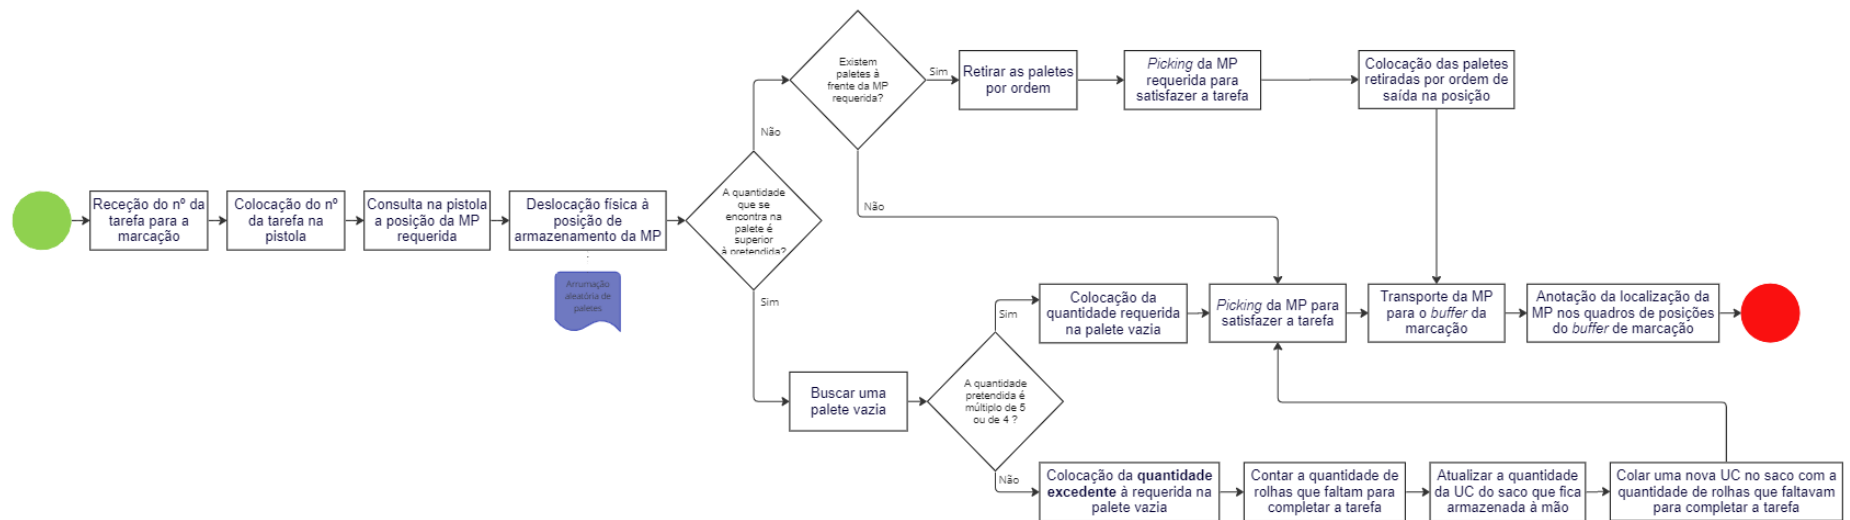 Existem
paletes à
frente da MP
requerida?
Sim
Retirar as paletes
por ordem
Picking da MP
requerida para
satisfazer a tarefa
Colocação das paletes
retiradas por ordem de
saída na posição
Não
Não
Receção do nº da
tarefa para a
marcação
Colocação do nº
da tarefa na
pistola
Consulta na pistola
a posição da MP
requerida
Deslocação física à
posição de
armazenamento da MP
A quantidade
que se
encontra na
palete é
superior
à pretendida?
Arrumação
aleatória de
paletes
Sim
Buscar uma
palete vazia
A quantidade
pretendida é
múltiplo de 5
ou de 4 ?
Sim
Colocação da
quantidade requerida
na palete vazia
Picking da MP para
satisfazer a tarefa
Transporte da MP
para o buffer da
marcação
Anotação da localização da
MP nos quadros de posições
do buffer de marcação
Não
Colocação da quantidade
excedente à requerida na
palete vazia
Contar a quantidade de
rolhas que faltam para
completar a tarefa
Atualizar a quantidade
da UC do saco que fica
armazenada à mão
Colar uma nova UC no saco com a
quantidade de rolhas que faltavam
para completar a tarefa